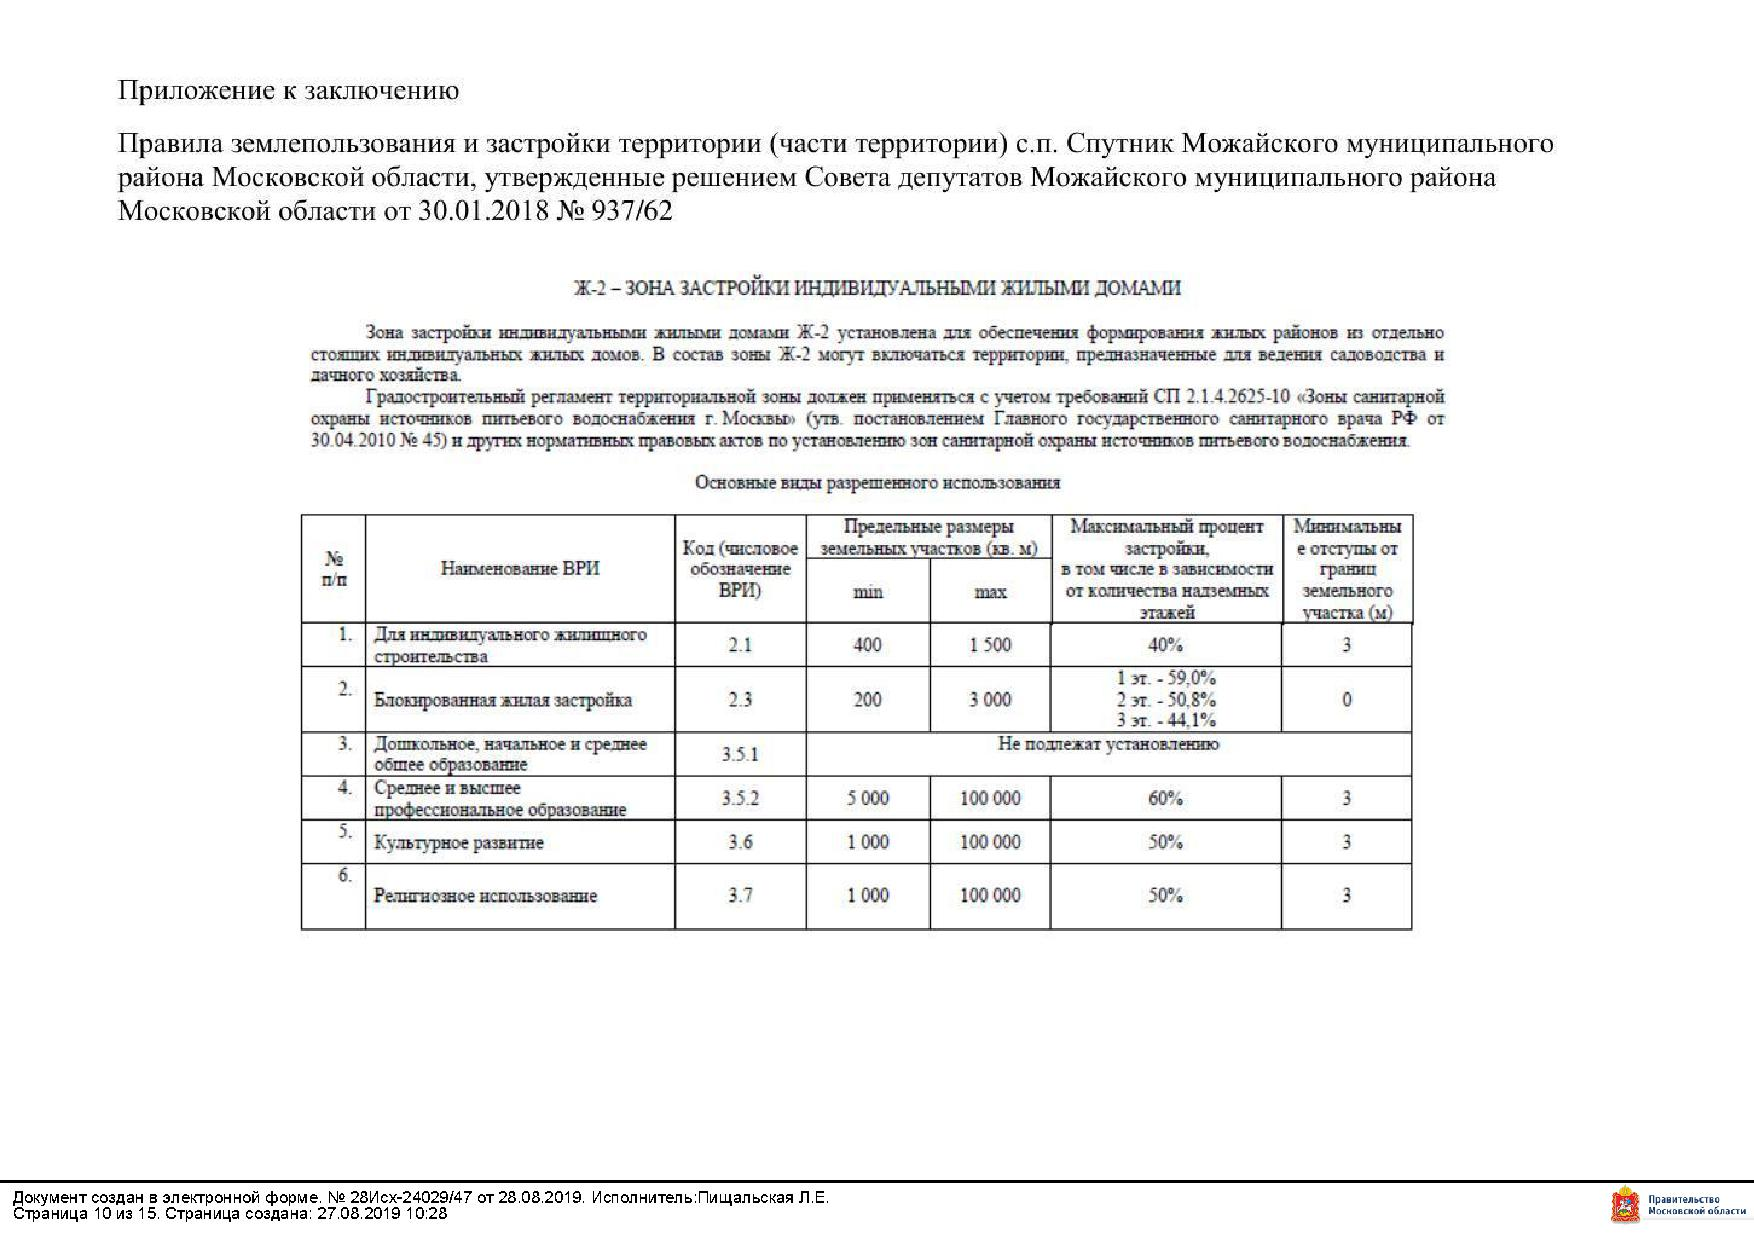 Приложение к заключению
Правила землепользования и застройки территории (части территории) с.п. Спутник Можайского муниципального
района Московской области, утвержденные решением Совета депутатов Можайского муниципального района
Московской области от 30.01.2018 № 937/62
Ж-2 – ЗОНА ЗАСТРОЙКИ ИНДИВИДУАЛЬНЫМИ ЖИЛЫМИ ДОМАМИ
Зона застройки индивидуальными жилыми домами Ж-2 установлена для обеспечения формирования жилых районов из отдельно
стоящих индивидуальных жилых домов. В состав зоны Ж-2 могут включаться территории, предназначенные для ведения садоводства и
дачного хозяйства.
Градостроительный регламент территориальной зоны должен применяться с учетом требований СП 2.1.4.2625-10 «Зоны санитарной
охраны источников питьевого водоснабжения г. Москвы» (утв. постановлением Главного государственного санитарного врача РФ от
30.04.2010 № 45) и других нормативных правовых актов по установлению зон санитарной охраны источников питьевого водоснабжения.
Основные виды разрешенного использования
№
п/п
Наименование ВРИ
Код (числовое
обозначение
ВРИ)
Предельные размеры
земельных участков (кв. м)
min
max
Максимальный процент
застройки,
в том числе в зависимости
от количества надземных
этажей
Минимальны
е отступы от
границ
земельного
участка (м)
1.
Для индивидуального жилищного
строительства
2.1
400
1 500
40%
3
2.
Блокированная жилая застройка
2.3
200
3 000
1 эт. - 59,0%
2 эт. - 50,8%
3 эт. - 44,1%
0
3.
Дошкольное, начальное и среднее
общее образование
3.5.1
Не подлежат установлению
4.
Среднее и высшее
профессиональное образование
3.5.2
5 000
100 000
60%
3
5.
Культурное развитие
3.6
1 000
100 000
50%
3
6.
Религиозное использование
3.7
1 000
100 000
50%
3
Документ создан в электронной форме. № 28Исх-24029/47 от 28.08.2019. Исполнитель:Пищальская Л.Е.
Страница 10 из 15. Страница создана: 27.08.2019 10:28
Правительство
Московской области